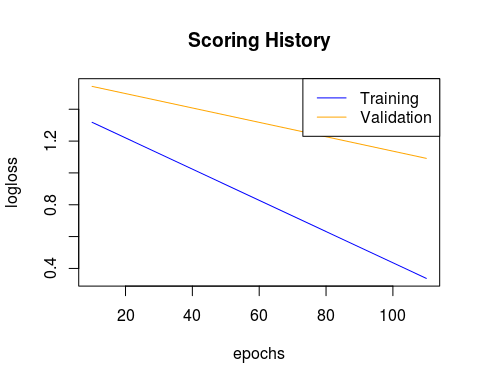 Scoring History
Training
Validation
logloss
0.4 0.8 1.2
20 40 60 80 100
epochs